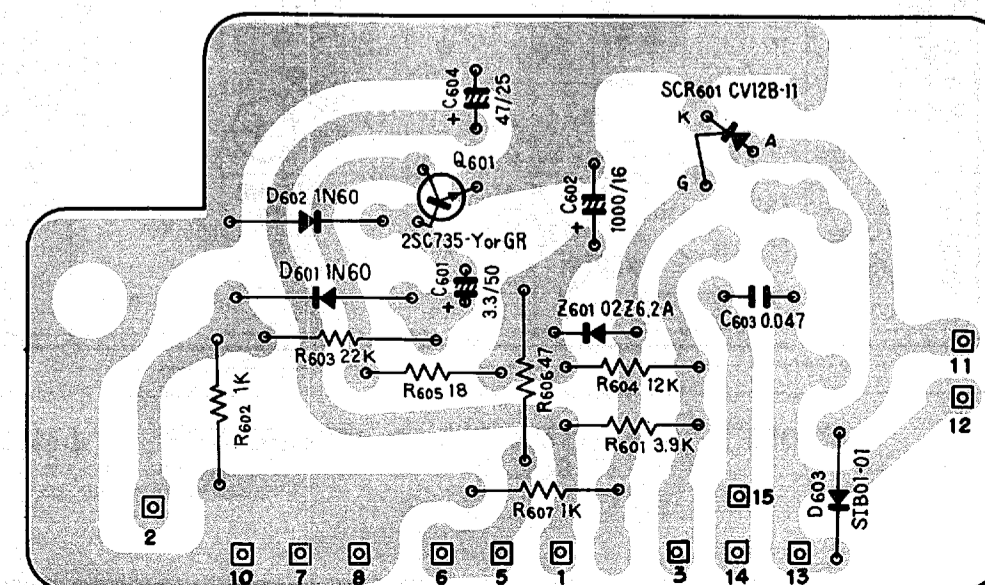 SCR601 CV12B-11
K
A
G
+ C604
47/25
Q601
D602 1N60
C602
+
1000/16
2SC735-YorGR
D601 1N60
C601
+
3.3/50
Z601 02Z6.2A
C603 0.047
R603 22K
R602 1K
R605 18
R606 47
R604 12K
R601 3.9K
R607 1K
D603
S1B01-01
11
12
15
2
10
7
8
6
5
1
3
14
13